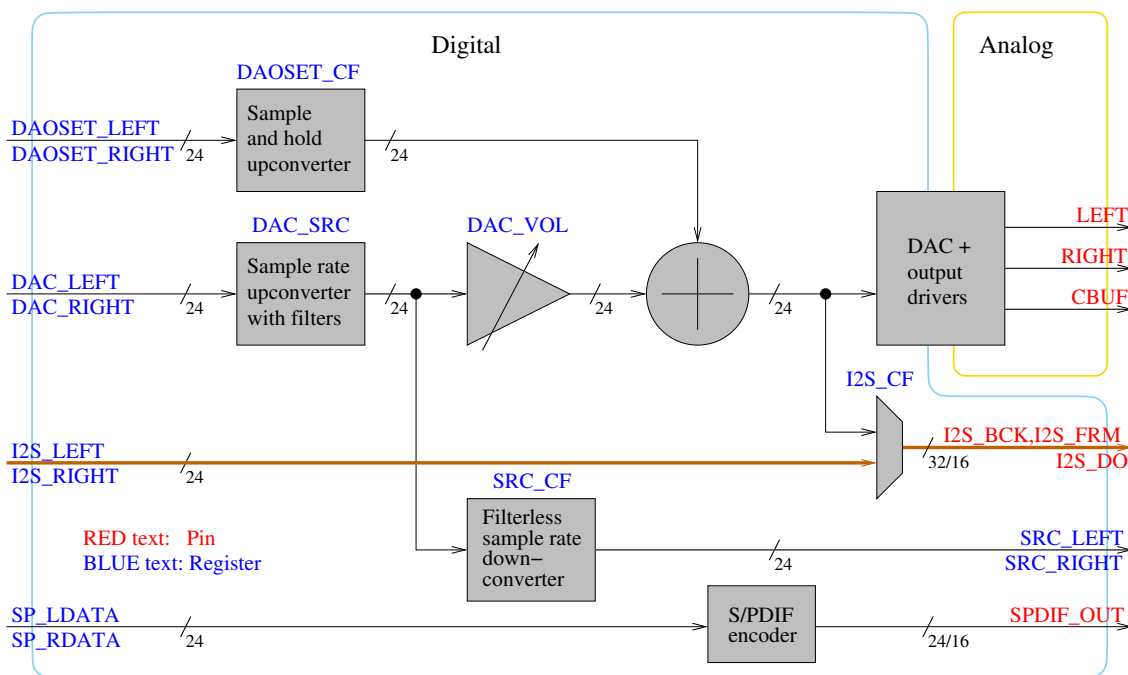 Digital
Analog
DAOSET_CF
DAOSET_LEFT
DAOSET_RIGHT
24
Sample
and hold
upconverter
24
DAC_SRC
DAC_LEFT
DAC_RIGHT
24
Sample rate
upconverter
with filters
24
DAC_VOL
24
24
DAC +
output
drivers
LEFT
RIGHT
CBUF
I2S_CF
I2S_LEFT
I2S_RIGHT
24
I2S_BCK,I2S_FRM
I2S_DO
32/16
SRC_CF
Filterless
sample rate
down-
converter
24
SRC_LEFT
SRC_RIGHT
RED text: Pin
BLUE text: Register
SP_LDATA
SP_RDATA
24
S/PDIF
encoder
24/16
SPDIF_OUT